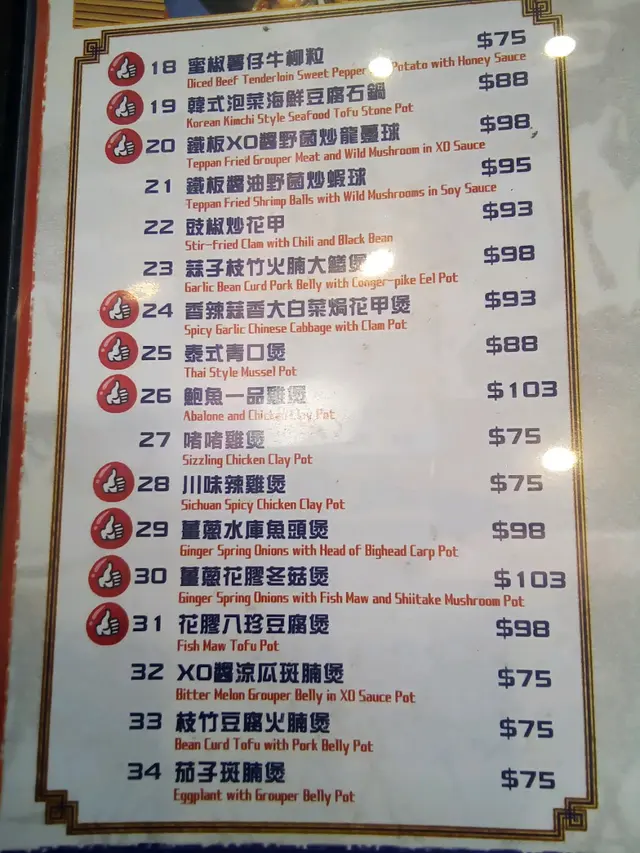 18 蜜椒薯仔牛柳粒 $75
Diced Beef Tenderloin Sweet Pepper Potato with Honey Sauce
19 韓式泡菜海鮮豆腐石鍋 $88
Korean Kimchi Style Seafood Tofu Stone Pot
20 鐵板XO醬野菌炒龍躉球 $98
Teppan Fried Grouper Meat and Wild Mushroom in XO Sauce
21 鐵板醬油野菌炒蝦球 $95
Teppan Fried Shrimp Balls with Wild Mushrooms in Soy Sauce
22 豉椒炒花甲 $93
Stir-Fried Clam with Chili and Black Bean
23 蒜子枝竹火腩大鱔煲 $98
Garlic Bean Curd Pork Belly with Conger-pike Eel Pot
24 香辣蒜香大白菜焗花甲煲 $93
Spicy Garlic Chinese Cabbage with Clam Pot
25 泰式青口煲 $88
Thai Style Mussel Pot
26 鮑魚一品雞煲 $103
Abalone and Chicken Clay Pot
27 啫啫雞煲 $75
Sizzling Chicken Clay Pot
28 川味辣雞煲 $75
Sichuan Spicy Chicken Clay Pot
29 薑蔥水庫魚頭煲 $98
Ginger Spring Onions with Head of Bighead Carp Pot
30 薑蔥花膠冬菇煲 $103
Ginger Spring Onions with Fish Maw and Shiitake Mushroom Pot
31 花膠八珍豆腐煲 $98
Fish Maw Tofu Pot
32 XO醬涼瓜斑腩煲 $75
Bitter Melon Grouper Belly in XO Sauce Pot
33 枝竹豆腐火腩煲 $75
Bean Curd Tofu with Pork Belly Pot
34 茄子斑腩煲 $75
Eggplant with Grouper Belly Pot